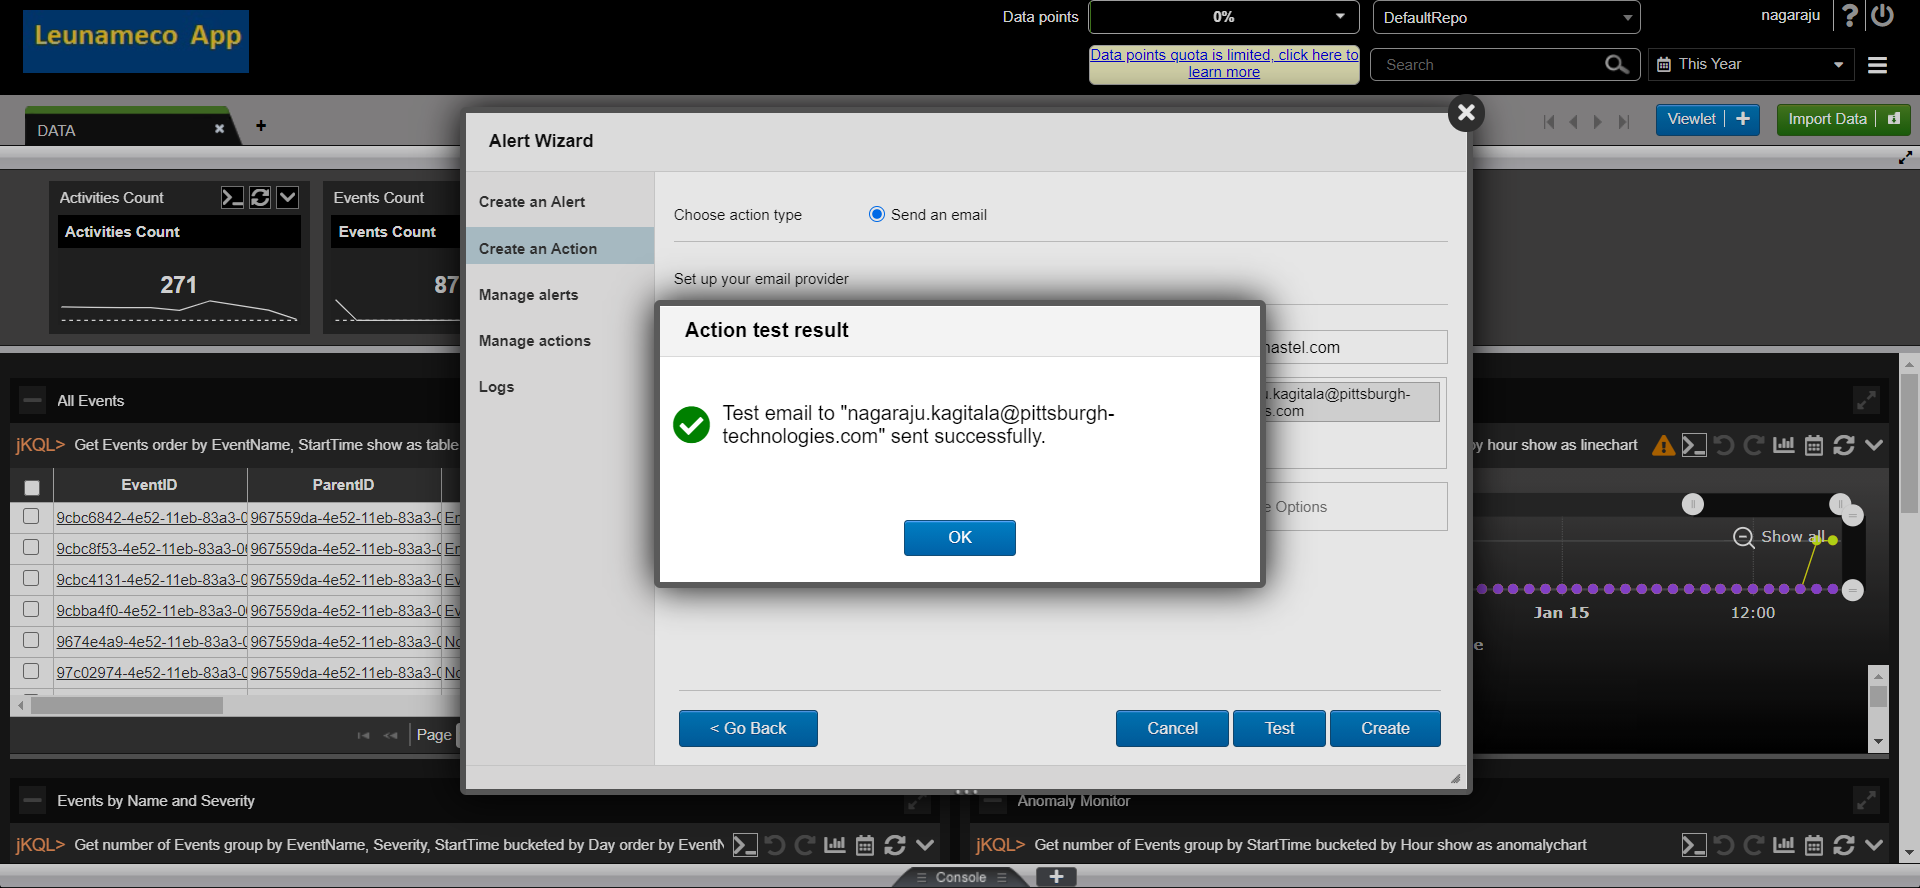 Leunameco App
Data points
0%
DefaultRepo
nagaraju
?
Data points quota is limited, click here to
learn more
Search
This Year
DATA
+
Viewlet +
Import Data
Alert Wizard
Create an Alert
Create an Action
Manage alerts
Manage actions
Logs
Choose action type
Send an email
Set up your email provider
nastel.com
.kagitala@pittsburgh-
s.com
Options
Action test result
Test email to "nagaraju.kagitala@pittsburgh-
technologies.com" sent successfully.
OK
< Go Back
Cancel
Test
Create
Activities Count
Activities Count
271
Events Count
Events Count
87
All Events
jKQL> Get Events order by EventName, StartTime show as table
EventID ParentID
9cbc6842-4e52-11eb-83a3-0 967559da-4e52-11eb-83a3-0 Er
9cbc8f53-4e52-11eb-83a3-0 967559da-4e52-11eb-83a3-0 Er
9cbc4131-4e52-11eb-83a3-0 967559da-4e52-11eb-83a3-0 Ev
9cbba4f0-4e52-11eb-83a3-0 967559da-4e52-11eb-83a3-0 Ev
9674e4a9-4e52-11eb-83a3-0 967559da-4e52-11eb-83a3-0 No
97c02974-4e52-11eb-83a3-0 967559da-4e52-11eb-83a3-0 No
Page
by hour show as linechart
Show all
Jan 15
12:00
e
Events by Name and Severity
jKQL> Get number of Events group by EventName, Severity, StartTime bucketed by Day order by EventN
Anomaly Monitor
jKQL> Get number of Events group by StartTime bucketed by Hour show as anomalychart
Console
+